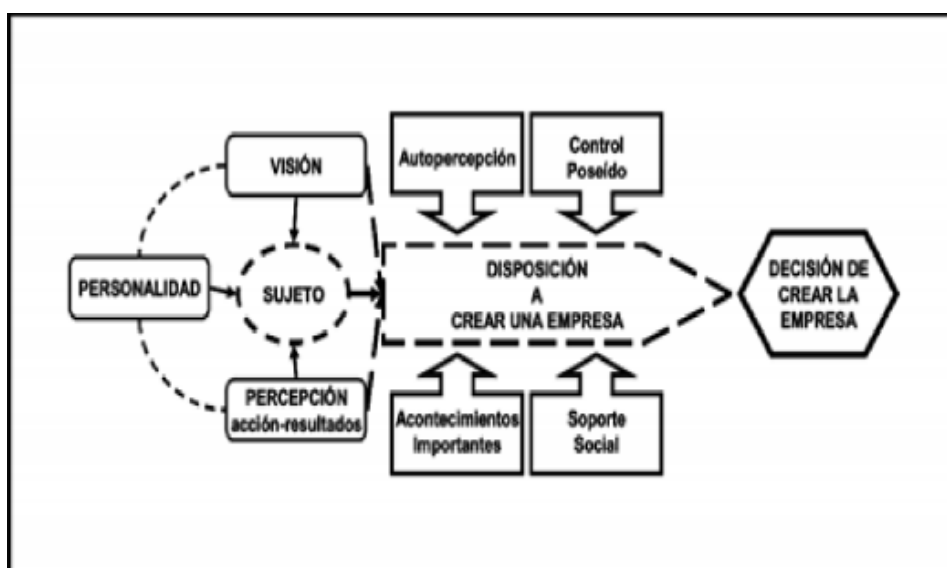 VISIÓN
PERSONALIDAD
SUJETO
PERCEPCIÓN
acción-resultados
Autopercepción
Control
Poseído
DISPOSICIÓN
A
CREAR UNA EMPRESA
Acontecimientos
Importantes
Soporte
Social
DECISIÓN DE
CREAR LA
EMPRESA